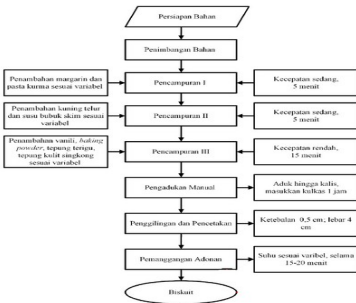 Persiapan Bahan
Penimbangan Bahan
Penambahan margarin dan
pasta kurma sesuai variabel
Pencampuran I
Kecepatan sedang,
5 menit
Penambahan kuning telur
dan susu bubuk skim sesuai
variabel
Pencampuran II
Kecepatan sedang,
5 menit
Penambahan vanili, baking
powder, tepung terigu,
tepung kulit singkong
sesuai variabel
Pencampuran III
Kecepatan rendah,
15 menit
Pengadukan Manual
Aduk hingga kalis,
masukkan kulkas 1 jam
Penggilingan dan Pencetakan
Ketebalan 0,5 cm; lebar 4
cm
Pemanggangan Adonan
Suhu sesuai varibel, selama
15-20 menit
Biskuit